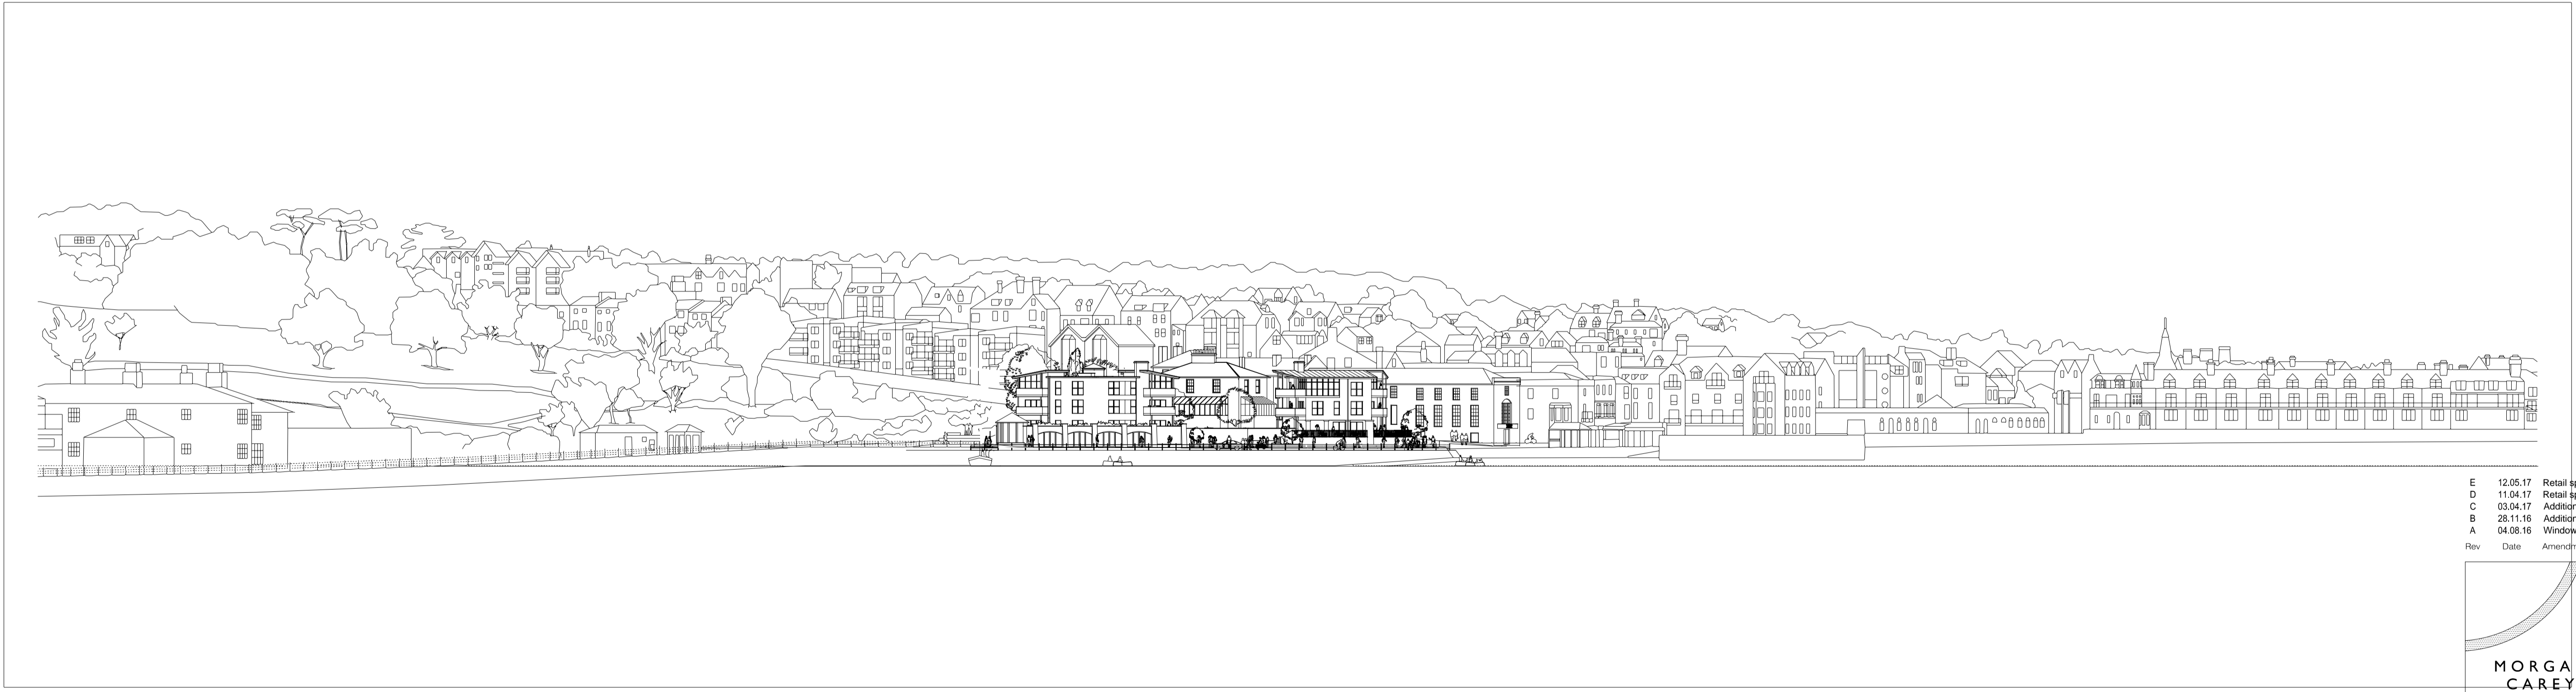 E 12.05.17 Retail
D 11.04.17 Retail
C 03.04.17
B 28.11.16
A 04.08.16
Rev Date
MORGA
CAREY